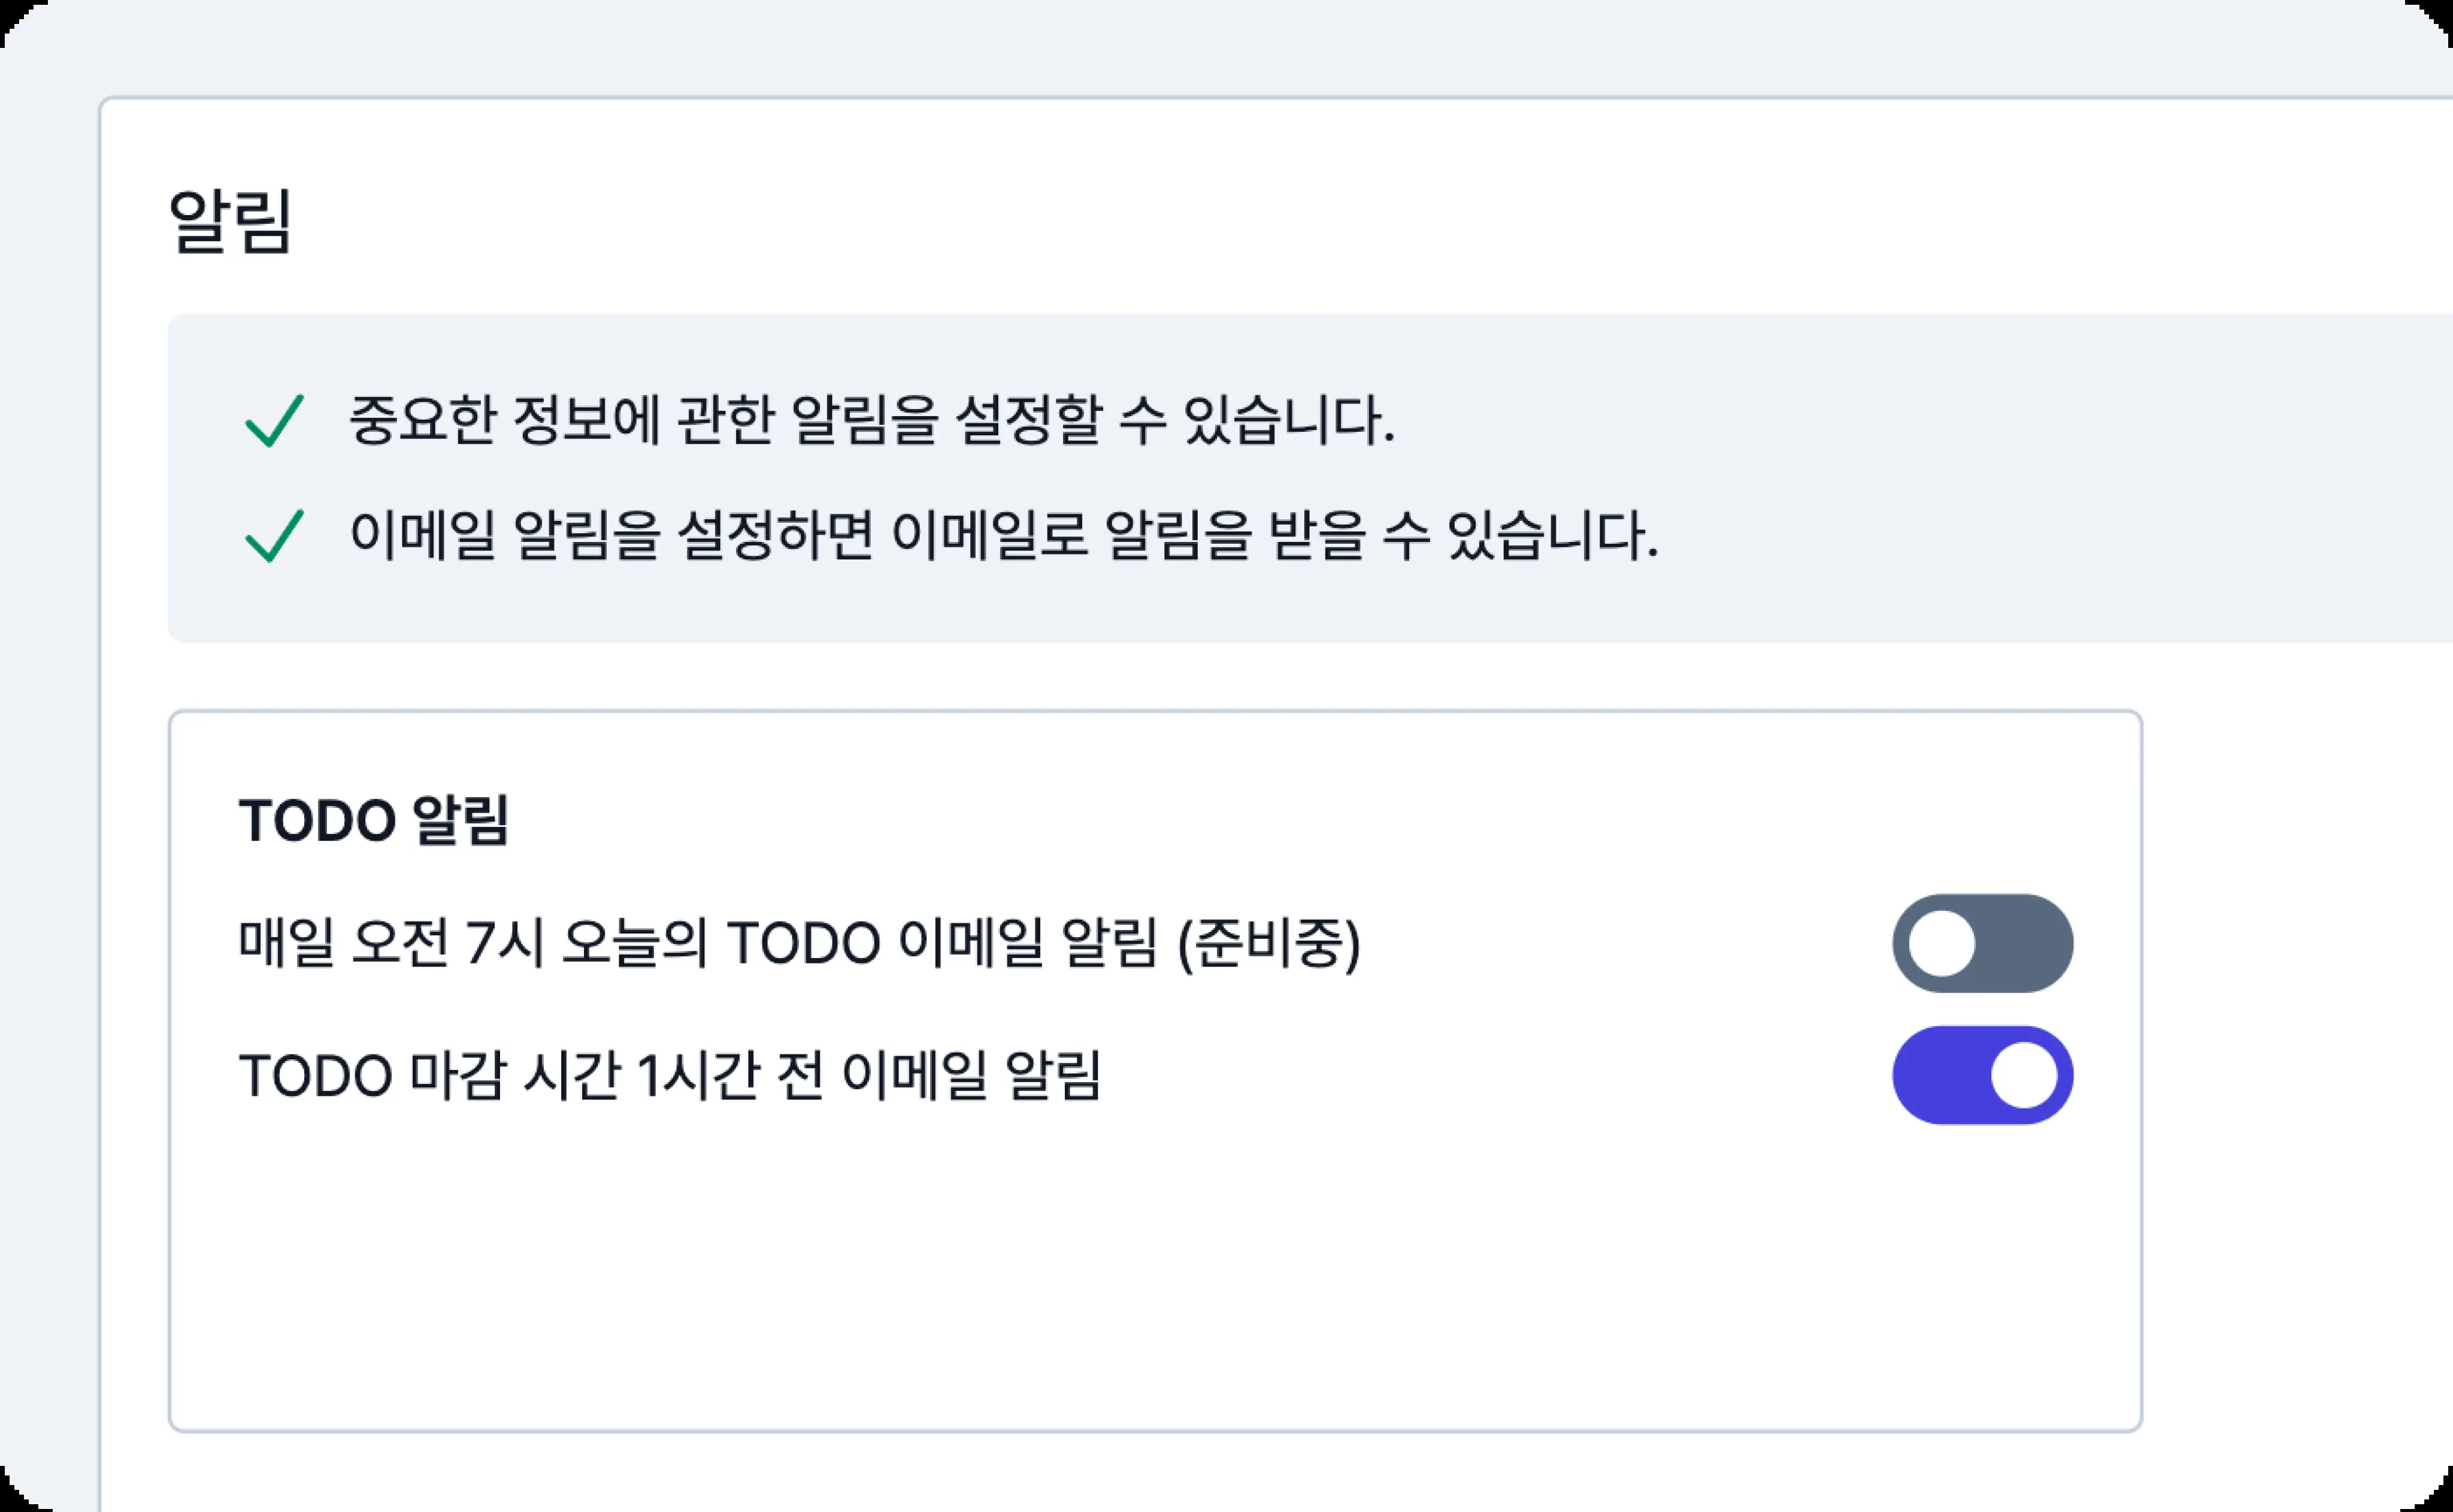 알림
중요한 정보에 관한 알림을 설정할 수 있습니다.
이메일 알림을 설정하면 이메일로 알림을 받을 수 있습니다.
TODO 알림
매일 오전 7시 오늘의 TODO 이메일 알림 (준비중)
TODO 마감 시간 1시간 전 이메일 알림